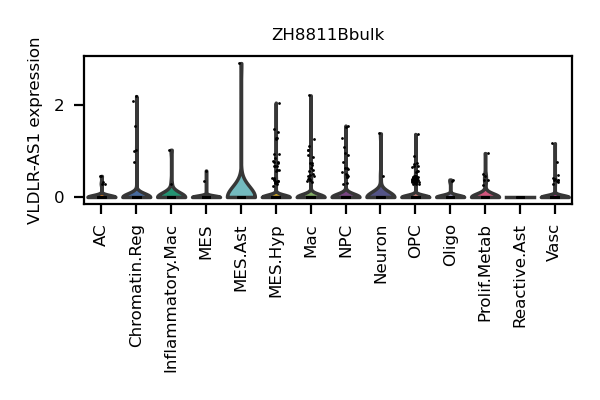 ZH8811Bbulk
VLDLR-AS1 expression
2
0
AC
Chromatin.Reg
Inflammatory.Mac
MES
MES.Ast
MES.Hyp
Mac
NPC
Neuron
OPC
Oligo
Prolif.Metab
Reactive.Ast
Vasc